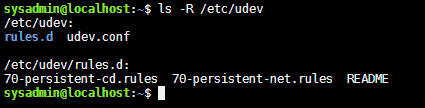 sysadmin@localhost:~$ ls -R /etc/udev
/etc/udev:
rules.d  udev.conf

/etc/udev/rules.d:
70-persistent-cd.rules  70-persistent-net.rules  README
sysadmin@localhost:~$